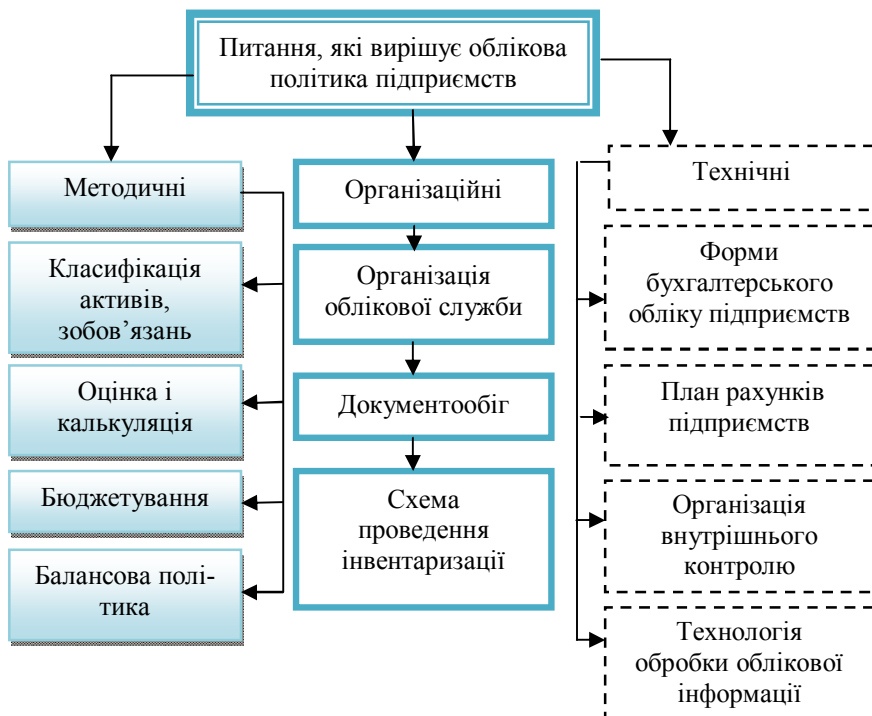 Питання, які вирішує облікова
політика підприємств
Методичні
Класифікація
активів,
зобов’язань
Оцінка і
калькуляція
Бюджетування
Балансова полі-
тика
Організаційні
Організація
облікової служби
Документообіг
Схема
проведення
інвентаризації
Технічні
Форми
бухгалтерського
обліку підприємств
План рахунків
підприємств
Організація
внутрішнього
контролю
Технологія
обробки облікової
інформації